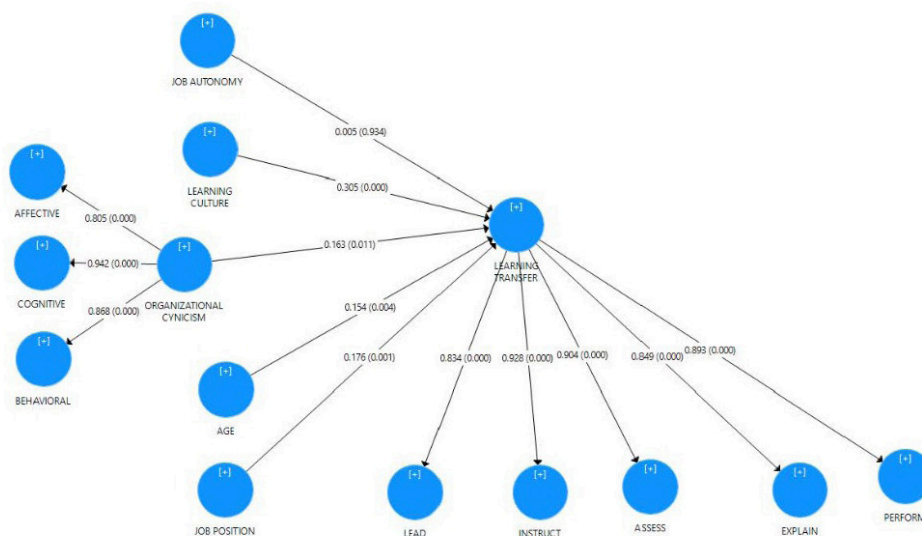 [+]
JOB AUTONOMY
0.005 (0.934)
[+]
[+]
LEARNING
CULTURE
0.305 (0.000)
AFFECTIVE
0.805 (0.000)
[+]
0.163 (0.011)
[+]
[+]
LEARNING
TRANSFER
0.942 (0.000)
COGNITIVE
ORGANIZATIONAL
CYNICISM
0.868 (0.000)
[+]
BEHAVIORAL
0.154 (0.004)
0.176 (0.001)
0.834 (0.000)
0.928 (0.000)
0.904 (0.000)
0.849 (0.000)
0.893 (0.000)
[+]
AGE
[+]
JOB POSITION
[+]
LEAD
[+]
INSTRUCT
[+]
ASSESS
[+]
EXPLAIN
[+]
PERFORM